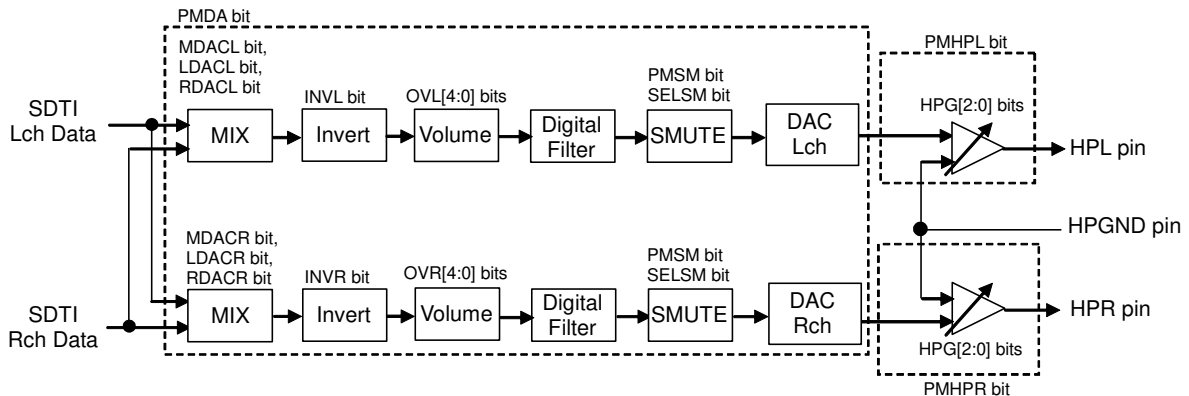 PMDA bit
MDACL bit,
LDACL bit,
RDACL bit
PMHPL bit
PMSM bit
SELSM bit
INVL bit
OVL[4:0] bits
HPG[2:0] bits
SDTI
Lch Data
MIX
Invert
Volume
Digital
Filter
SMUTE
DAC
Lch
HPL pin
HPGND pin
MDACR bit,
LDACR bit,
RDACR bit
PMSM bit
SELSM bit
INVR bit
OVR[4:0] bits
SDTI
Rch Data
MIX
Invert
Volume
Digital
Filter
SMUTE
DAC
Rch
HPR pin
HPG[2:0] bits
PMHPR bit